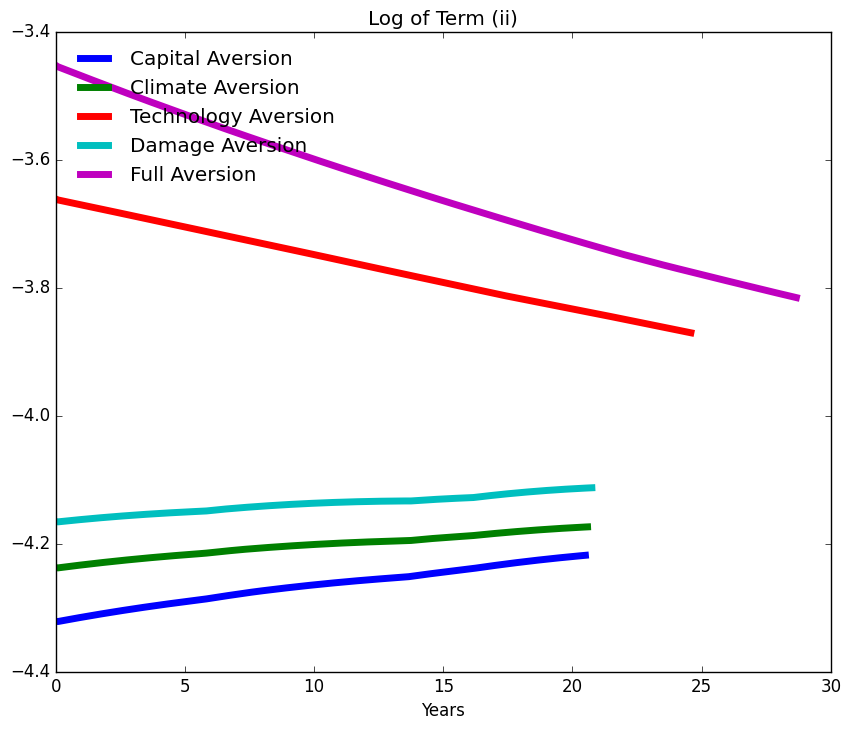 Log of Term (ii)
−3.4
−3.6
−3.8
−4.0
−4.2
−4.4
Capital Aversion
Climate Aversion
Technology Aversion
Damage Aversion
Full Aversion
0 5 10 15 20 25 30
Years